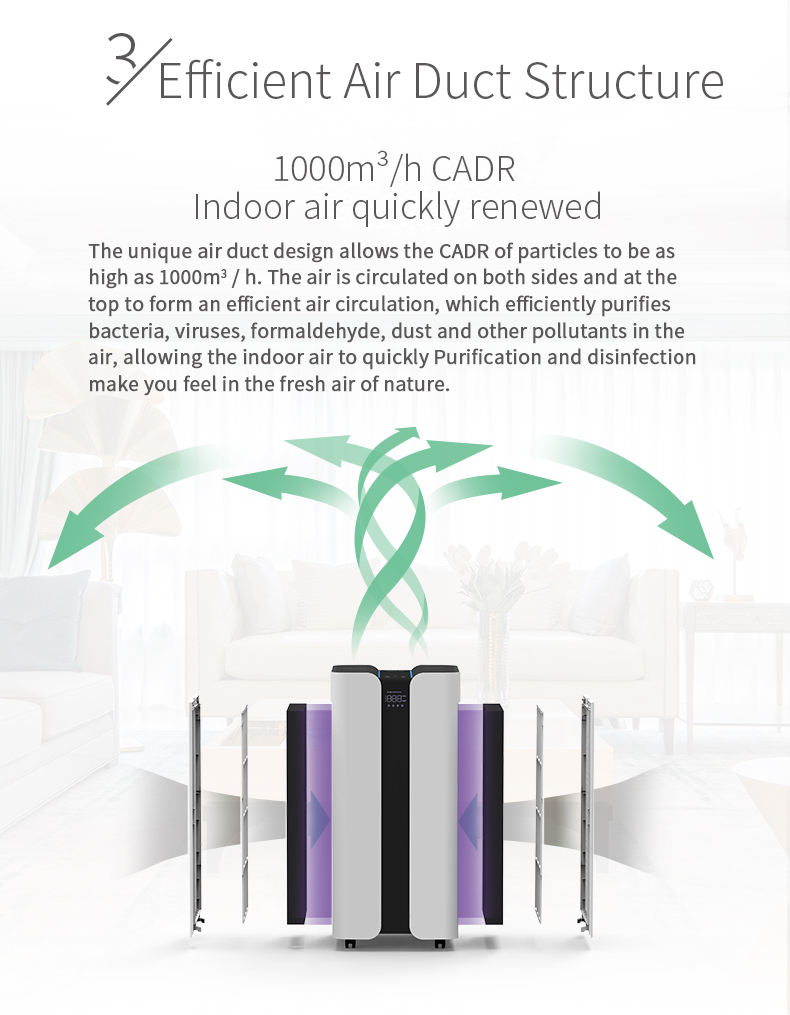 3/Efficient Air Duct Structure
1000m³/h CADR
Indoor air quickly renewed
The unique air duct design allows the CADR of particles to be as
high as 1000m³ / h. The air is circulated on both sides and at the
top to form an efficient air circulation, which efficiently purifies
bacteria, viruses, formaldehyde, dust and other pollutants in the
air, allowing the indoor air to quickly Purification and disinfection
make you feel in the fresh air of nature.